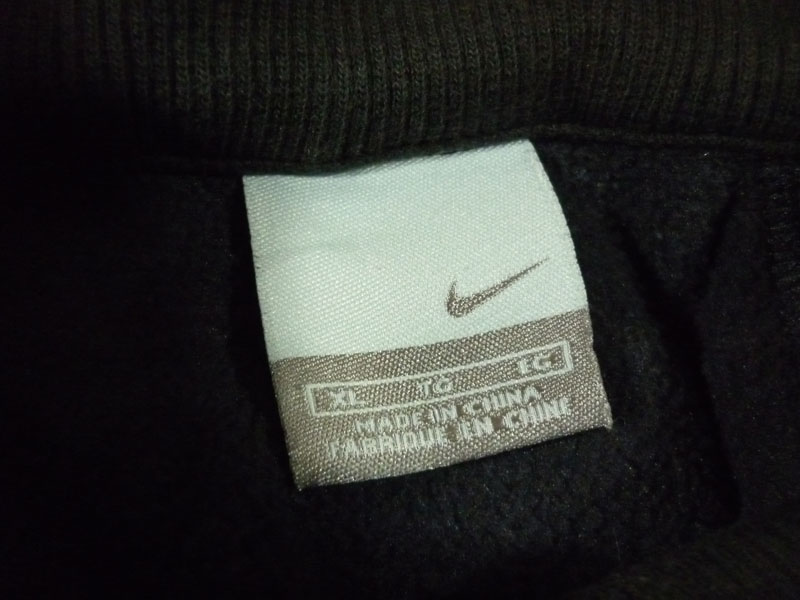 XL TG EG
MADE IN CHINA
FABRIQUE EN CHINE